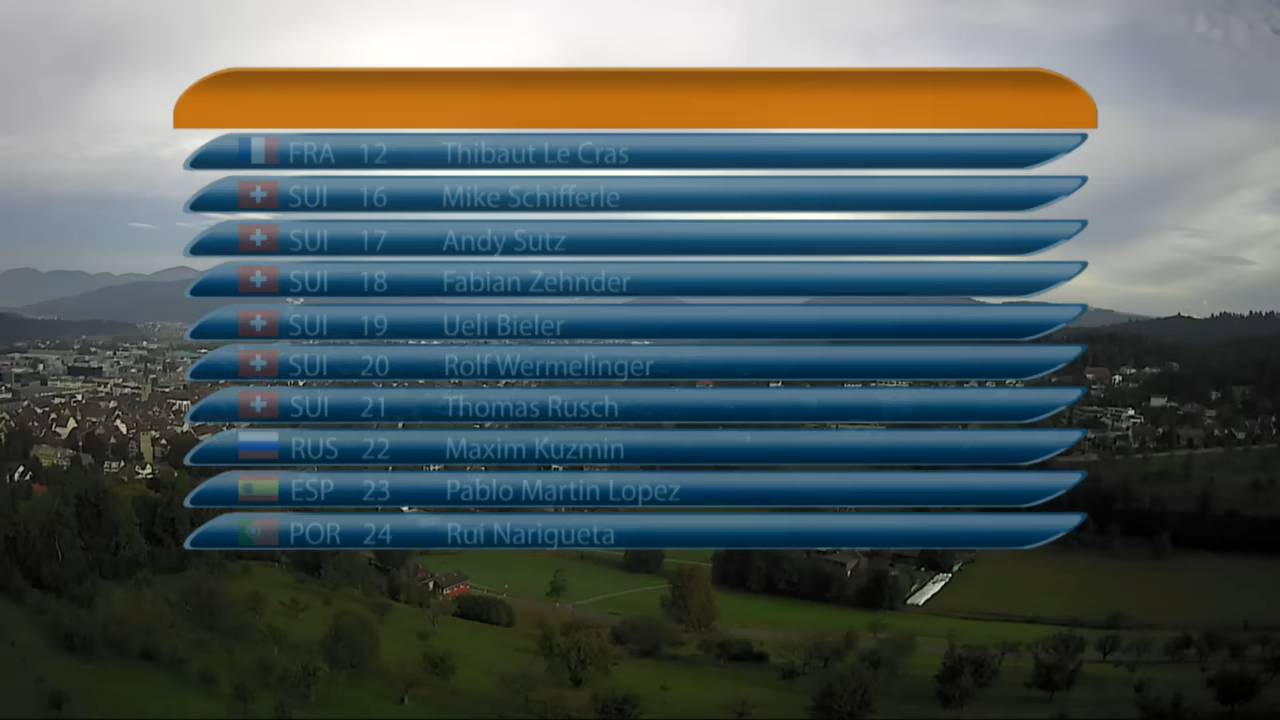 FRA 12 Thibaut Le Cras
SUI 16 Mike Schifferle
SUI 17 Andy Sutz
SUI 18 Fabian Zehnder
SUI 19 Ueli Bieler
SUI 20 Rolf Wermelinger
SUI 21 Thomas Rusch
RUS 22 Maxim Kuzmin
ESP 23 Pablo Martin Lopez
POR 24 Rui Narigueta